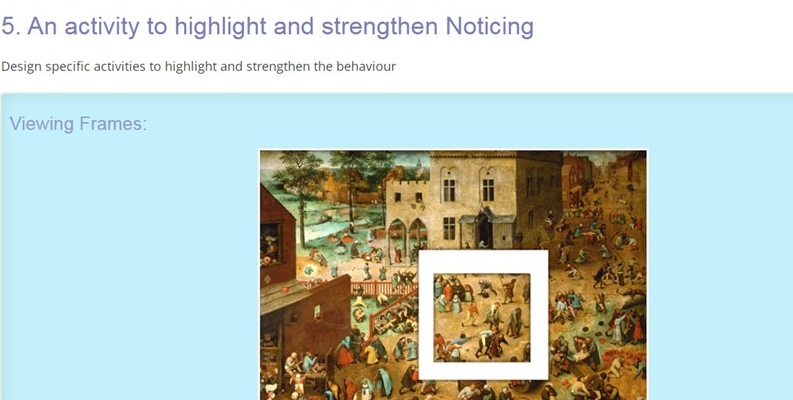 5. An activity to highlight and strengthen Noticing
Design specific activities to highlight and strengthen the behaviour
Viewing Frames: